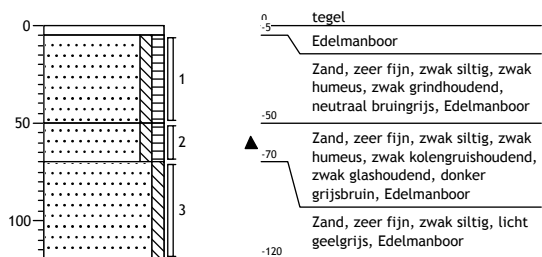 0
50
100
1
2
3
0
tegel
-5
Edelmanboor
Zand, zeer fijn, zwak siltig, zwak
humeus, zwak grindhoudend,
neutraal bruingrijs, Edelmanboor
-50
Zand, zeer fijn, zwak siltig, zwak
humeus, zwak kolengruishoudend,
zwak glashoudend, donker
grijsbruin, Edelmanboor
-70
Zand, zeer fijn, zwak siltig, licht
geelgrijs, Edelmanboor
-120